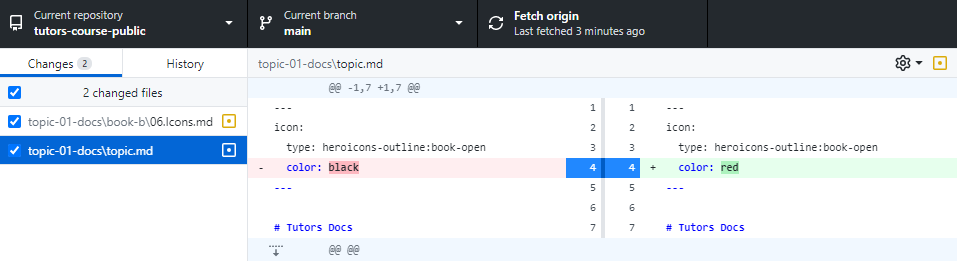 Current repository
tutors-course-public
Current branch
main
Fetch origin
Last fetched 3 minutes ago
Changes 2
History
topic-01-docs\topic.md
2 changed files
topic-01-docs\book-b\06.Icons.md
topic-01-docs\topic.md
@@ -1,7 +1,7 @@
--- 1 1 ---
icon: 2 2 icon:
type: heroicons-outline:book-open 3 3 type: heroicons-outline:book-open
- color: black 4 4 + color: red
--- 5 5 ---
6 6
# Tutors Docs 7 7 # Tutors Docs
@@ @@